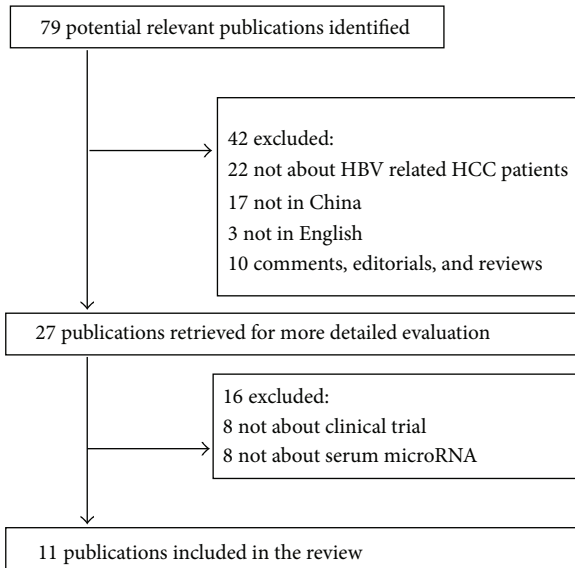 79 potential relevant publications identified
42 excluded:
22 not about HBV related HCC patients
17 not in China
3 not in English
10 comments, editorials, and reviews
27 publications retrieved for more detailed evaluation
16 excluded:
8 not about clinical trial
8 not about serum microRNA
11 publications included in the review